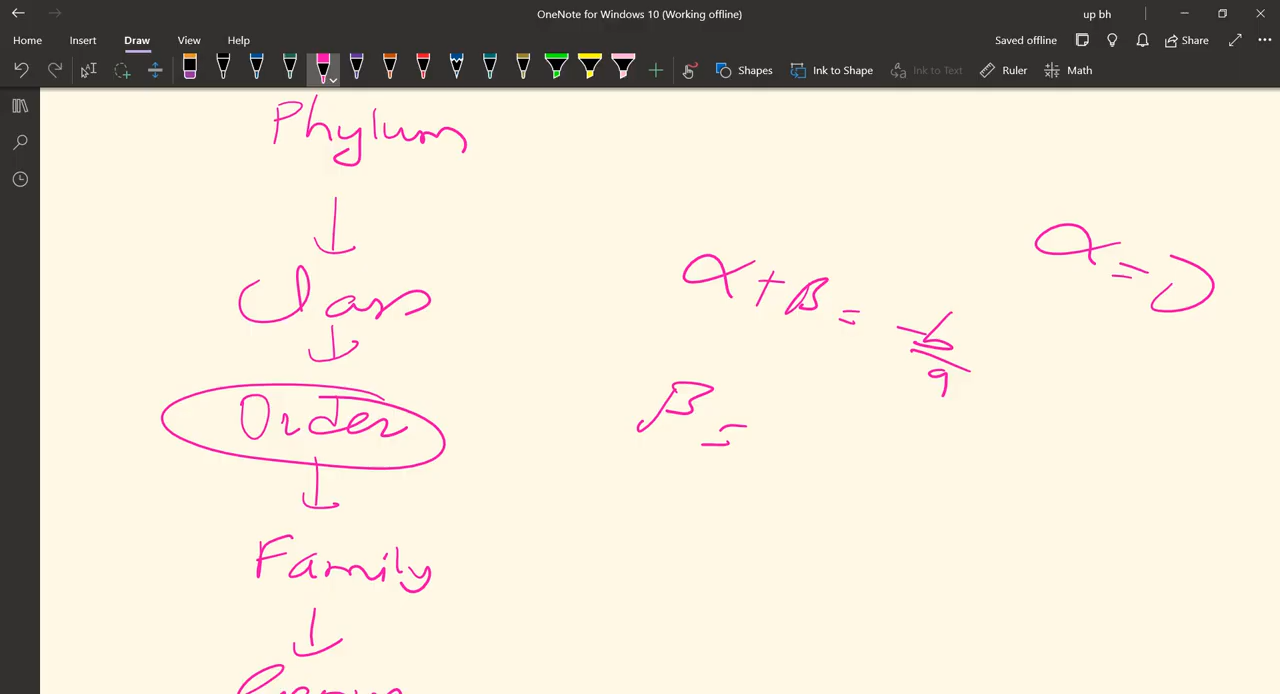 OneNote for Windows 10 (Working offline)
up bh
Home Insert Draw View Help
Saved offline
Share
Shapes Ink to Shape Ink to Text Ruler Math
Phylum
↓
Class
↓
Order
↓
Family
↓
α + β = -b/a
α =
β =